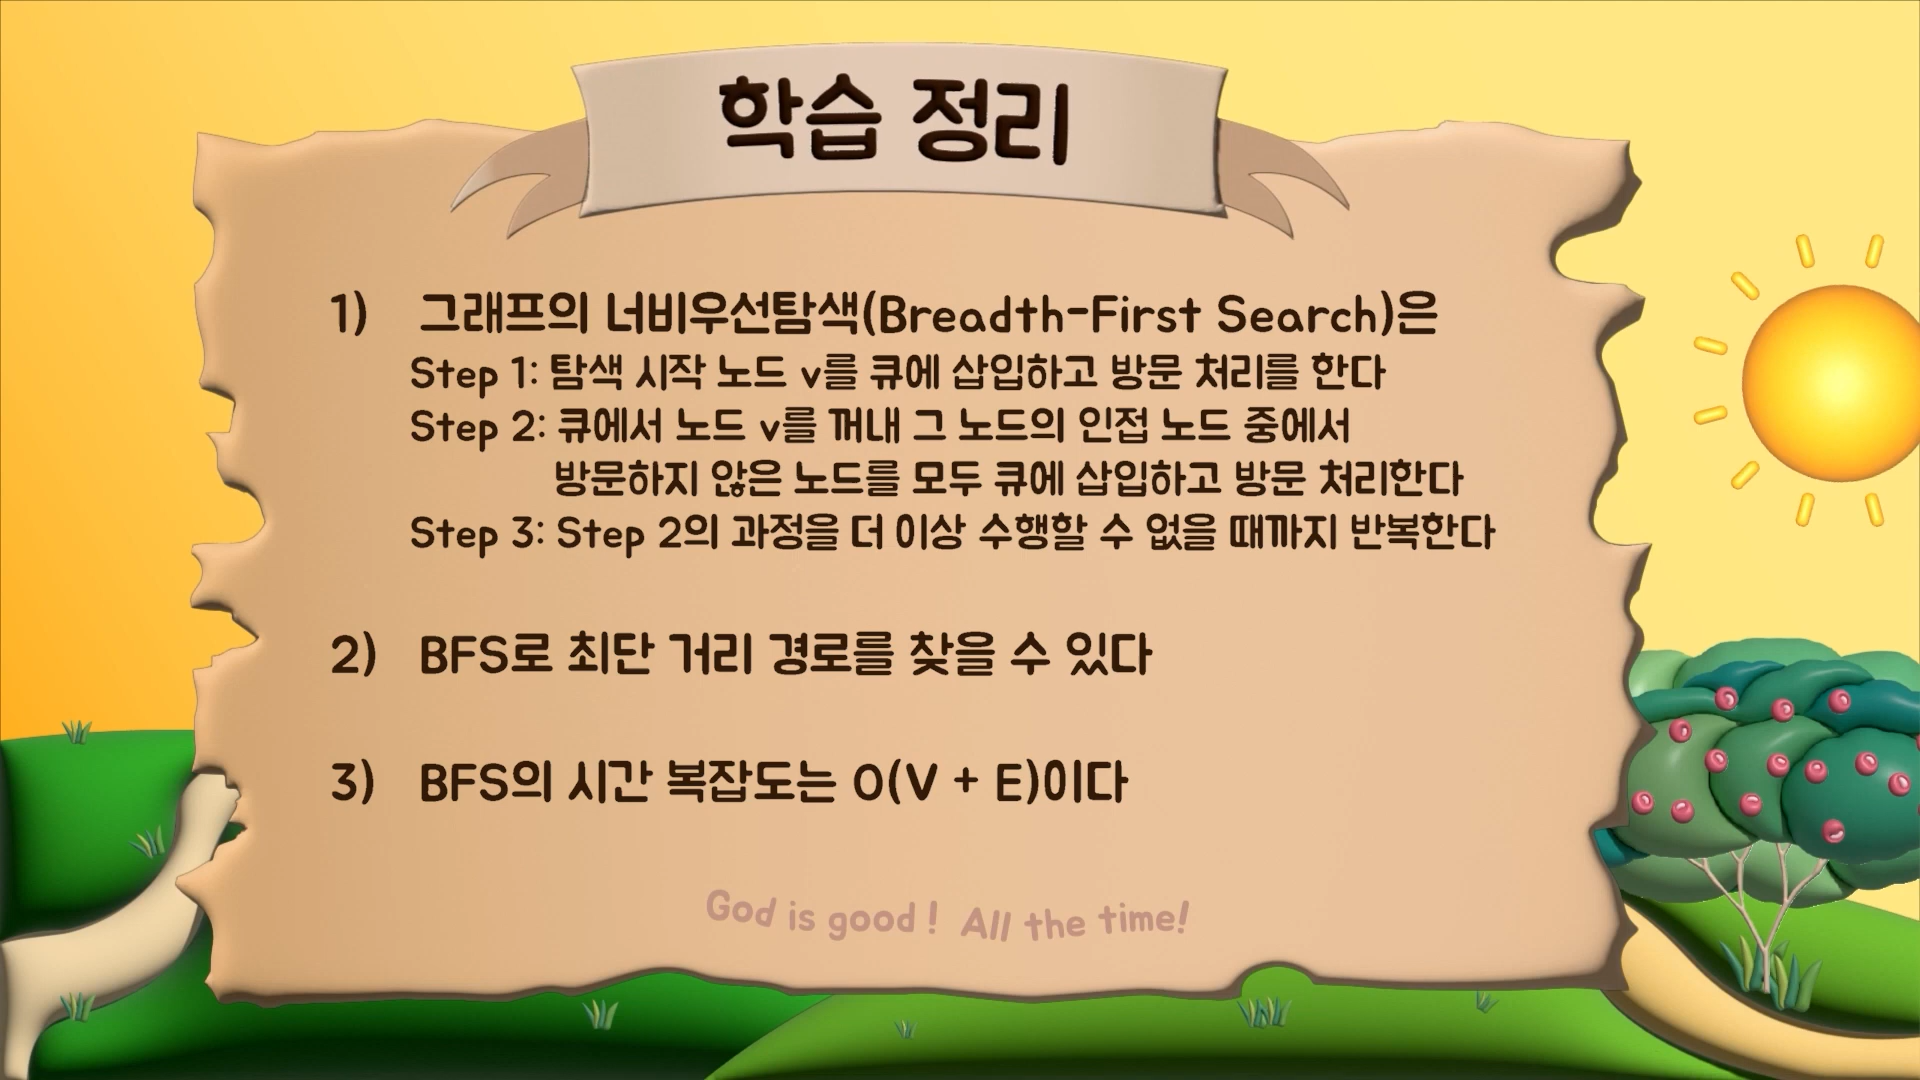 학습 정리
1) 그래프의 너비우선탐색(Breadth-First Search)은
Step 1: 탐색 시작 노드 v를 큐에 삽입하고 방문 처리를 한다
Step 2: 큐에서 노드 v를 꺼내 그 노드의 인접 노드 중에서
방문하지 않은 노드를 모두 큐에 삽입하고 방문 처리한다
Step 3: Step 2의 과정을 더 이상 수행할 수 없을 때까지 반복한다
2) BFS로 최단 거리 경로를 찾을 수 있다
3) BFS의 시간 복잡도는 O(V + E)이다
God is good! All the time!